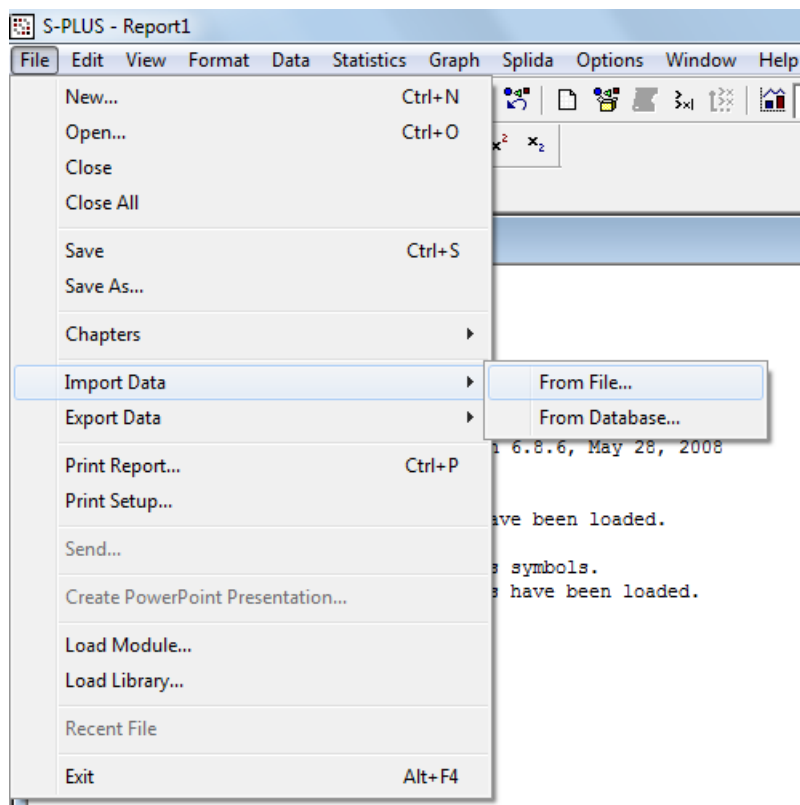 S-PLUS - Report1
File Edit View Format Data Statistics Graph Splida Options Window Help
New... Ctrl+N
Open... Ctrl+O
x² x₂
Close
Close All
Save Ctrl+S
Save As...
Chapters
Import Data
From File...
Export Data
From Database...
6.8.6, May 28, 2008
Print Report... Ctrl+P
Print Setup...
have been loaded.
Send...
symbols.
Create PowerPoint Presentation...
have been loaded.
Load Module...
Load Library...
Recent File
Exit Alt+F4